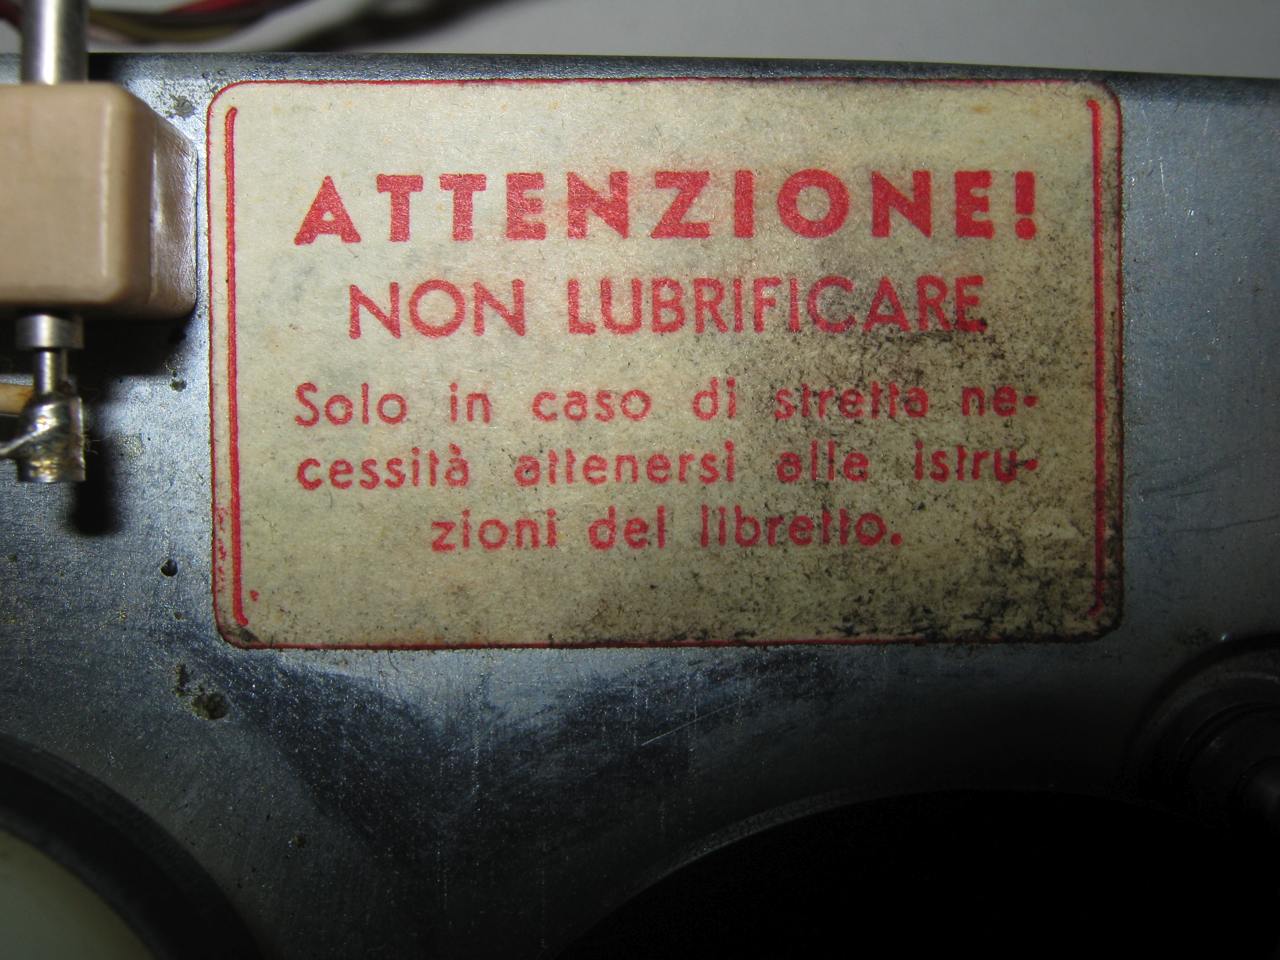 ATTENZIONE!
NON LUBRIFICARE
Solo in caso di stretta ne-
cessità attenersi alle istru-
zioni del libretto.